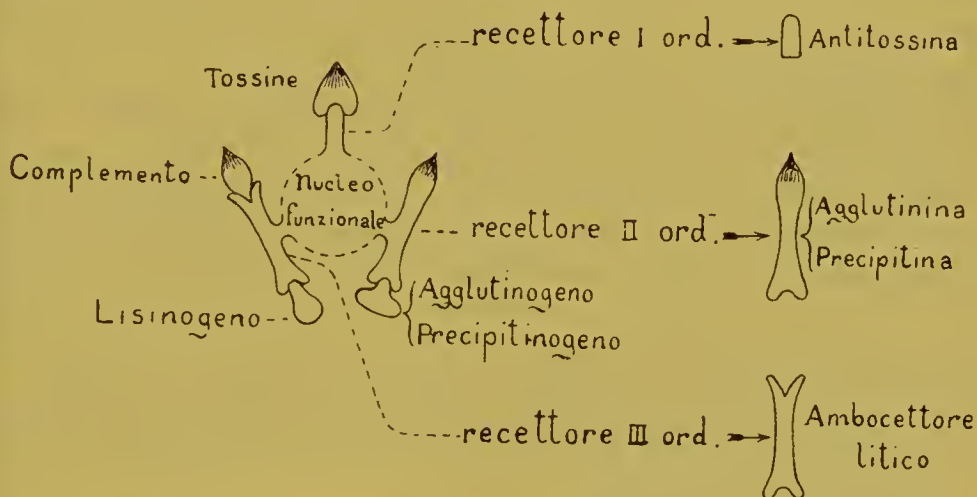 recettore I ord.
Antitossina
Tossine
Complemento
Nucleo
funzionale
recettore II ord.
Agglutinina
Precipitina
Lisinogeno
Agglutinogeno
Precipitinogeno
recettore III ord.
Ambocettore
litico